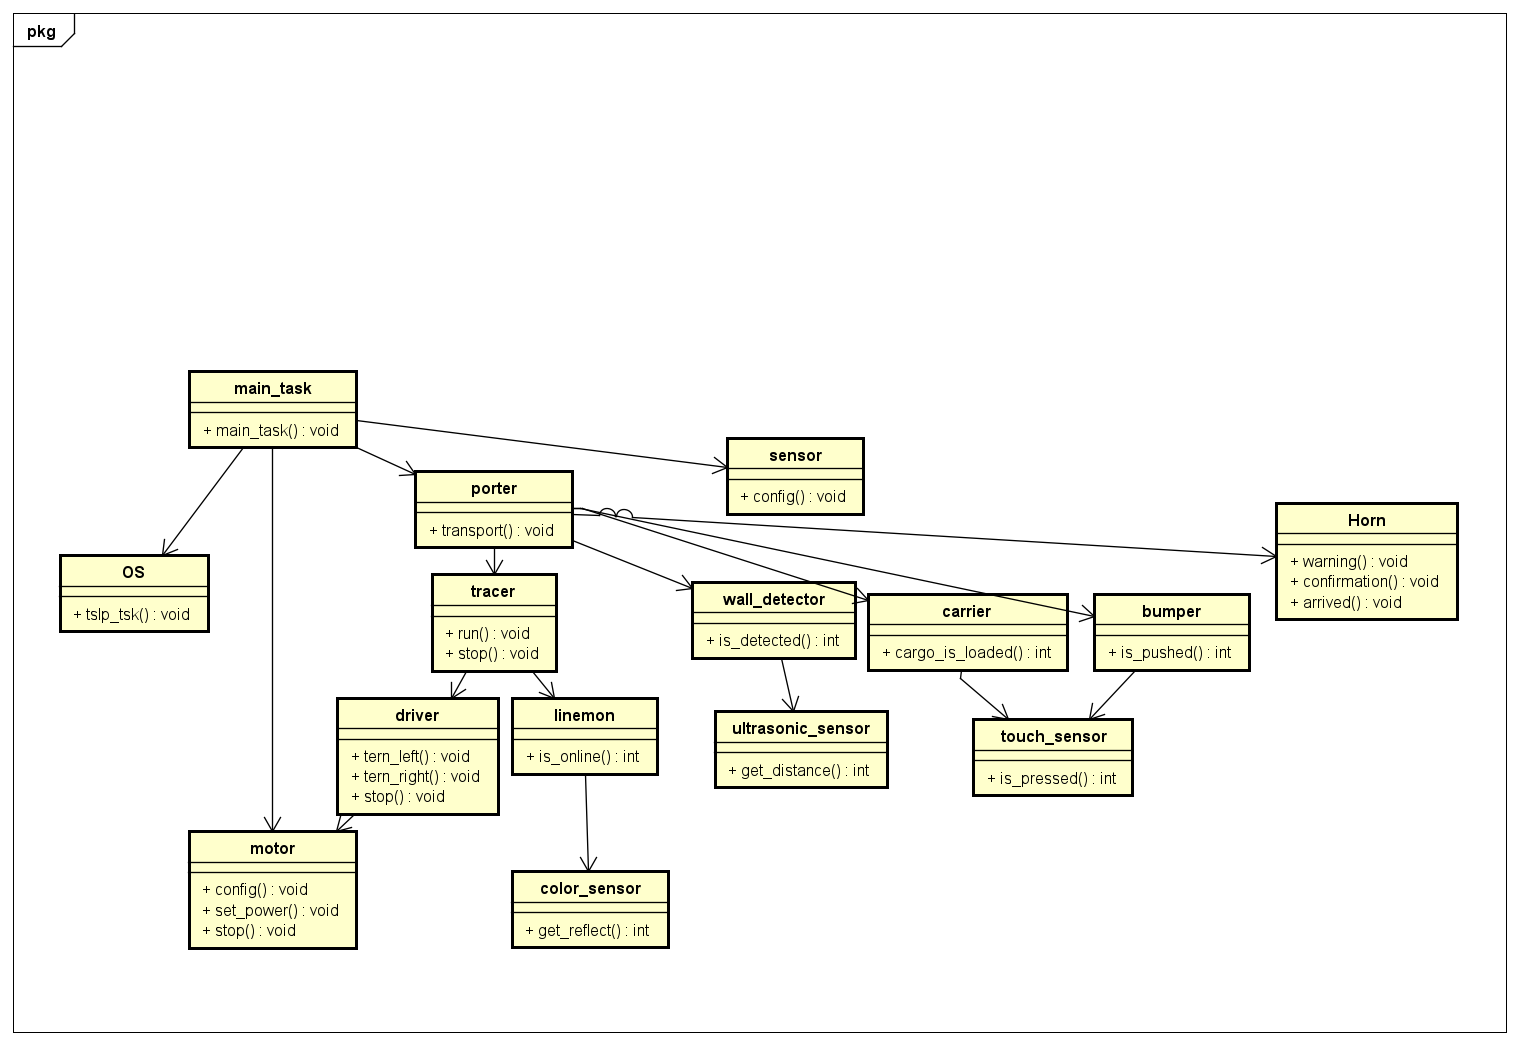 pkg
main_task
+ main_task() : void
sensor
+ config() : void
porter
+ transport() : void
Horn
+ warning() : void
+ confirmation() : void
+ arrived() : void
OS
+ tslp_tsk() : void
tracer
+ run() : void
+ stop() : void
wall_detector
+ is_detected() : int
carrier
+ cargo_is_loaded() : int
bumper
+ is_pushed() : int
driver
+ tern_left() : void
+ tern_right() : void
+ stop() : void
linemon
+ is_online() : int
ultrasonic_sensor
+ get_distance() : int
touch_sensor
+ is_pressed() : int
motor
+ config() : void
+ set_power() : void
+ stop() : void
color_sensor
+ get_reflect() : int